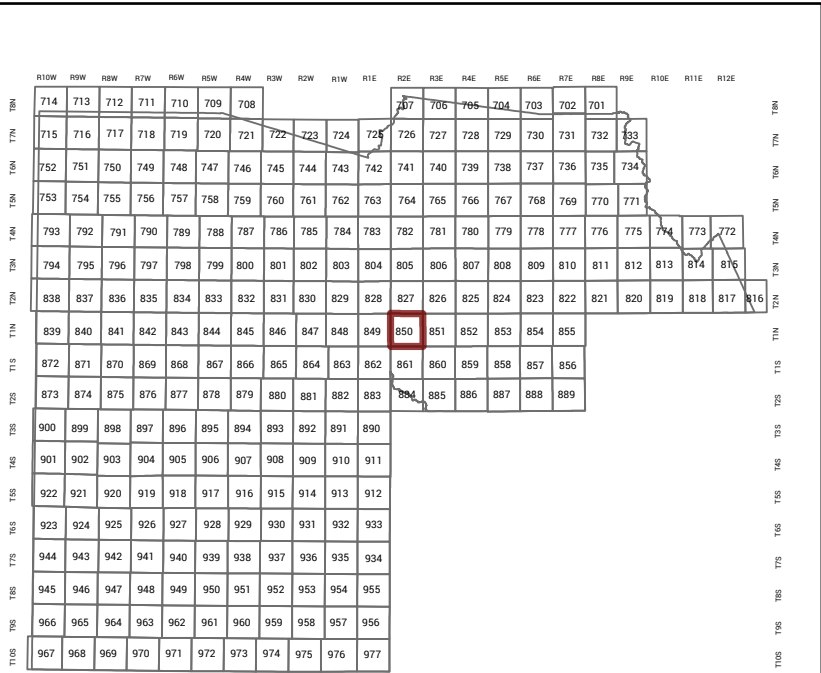 R10W R9W R8W R7W R6W R5W R4W R3W R2W R1W R1E R2E R3E R4E R5E R6E R7E R8E R9E R10E R11E R12E
T8N 714 713 712 711 710 709 708 707 706 705 704 703 702 701 T8N
T7N 715 716 717 718 719 720 721 722 723 724 725 726 727 728 729 730 731 732 733 T7N
T6N 752 751 750 749 748 747 746 745 744 743 742 741 740 739 738 737 736 735 734 T6N
T5N 753 754 755 756 757 758 759 760 761 762 763 764 765 766 767 768 769 770 771 T5N
T4N 793 792 791 790 789 788 787 786 785 784 783 782 781 780 779 778 777 776 775 774 773 772 T4N
T3N 794 795 796 797 798 799 800 801 802 803 804 805 806 807 808 809 810 811 812 813 814 815 T3N
T2N 838 837 836 835 834 833 832 831 830 829 828 827 826 825 824 823 822 821 820 819 818 817 816 T2N
T1N 839 840 841 842 843 844 845 846 847 848 849 850 851 852 853 854 855 T1N
T1S 872 871 870 869 868 867 866 865 864 863 862 861 860 859 858 857 856 T1S
T2S 873 874 875 876 877 878 879 880 881 882 883 884 885 886 887 888 889 T2S
T3S 900 899 898 897 896 895 894 893 892 891 890 T3S
T4S 901 902 903 904 905 906 907 908 909 910 911 T4S
T5S 922 921 920 919 918 917 916 915 914 913 912 T5S
T6S 923 924 925 926 927 928 929 930 931 932 933 T6S
T7S 944 943 942 941 940 939 938 937 936 935 934 T7S
T8S 945 946 947 948 949 950 951 952 953 954 955 T8S
T9S 966 965 964 963 962 961 960 959 958 957 956 T9S
T10S 967 968 969 970 971 972 973 974 975 976 977 T10S